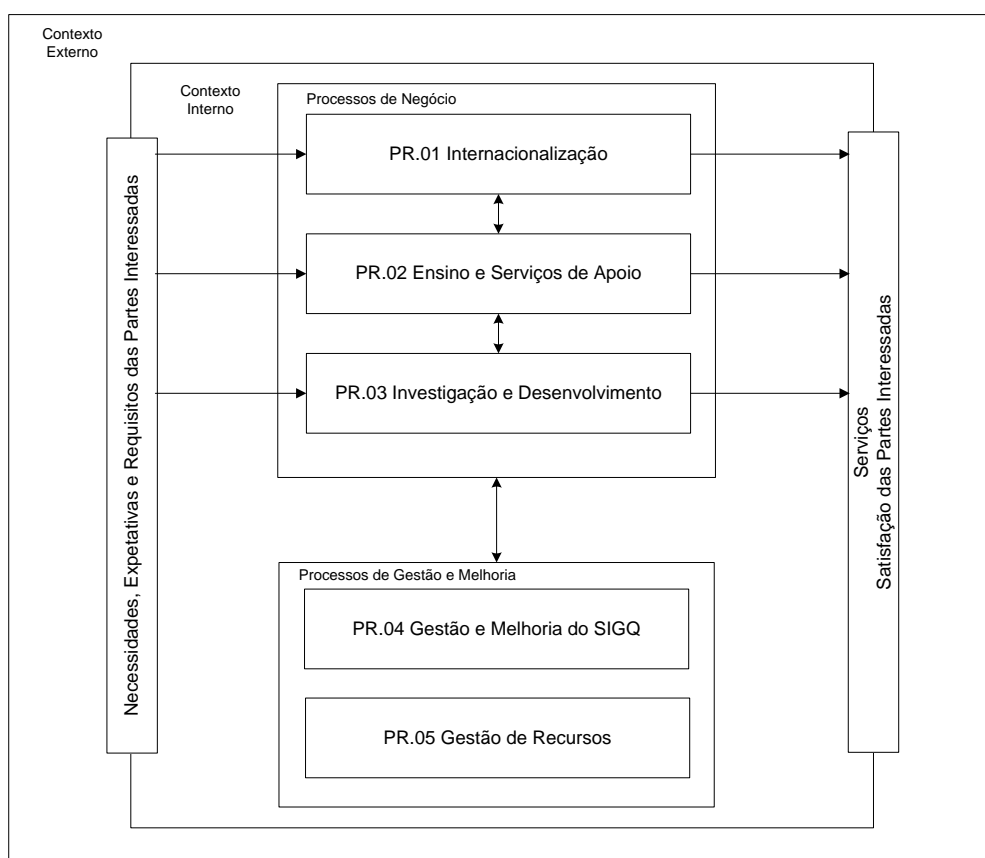 Contexto
Externo
Contexto
Interno
Processos de Negócio
PR.01 Internacionalização
PR.02 Ensino e Serviços de Apoio
PR.03 Investigação e Desenvolvimento
Necessidades, Expetativas e Requisitos das Partes Interessadas
Serviços
Satisfação das Partes Interessadas
Processos de Gestão e Melhoria
PR.04 Gestão e Melhoria do SIGQ
PR.05 Gestão de Recursos